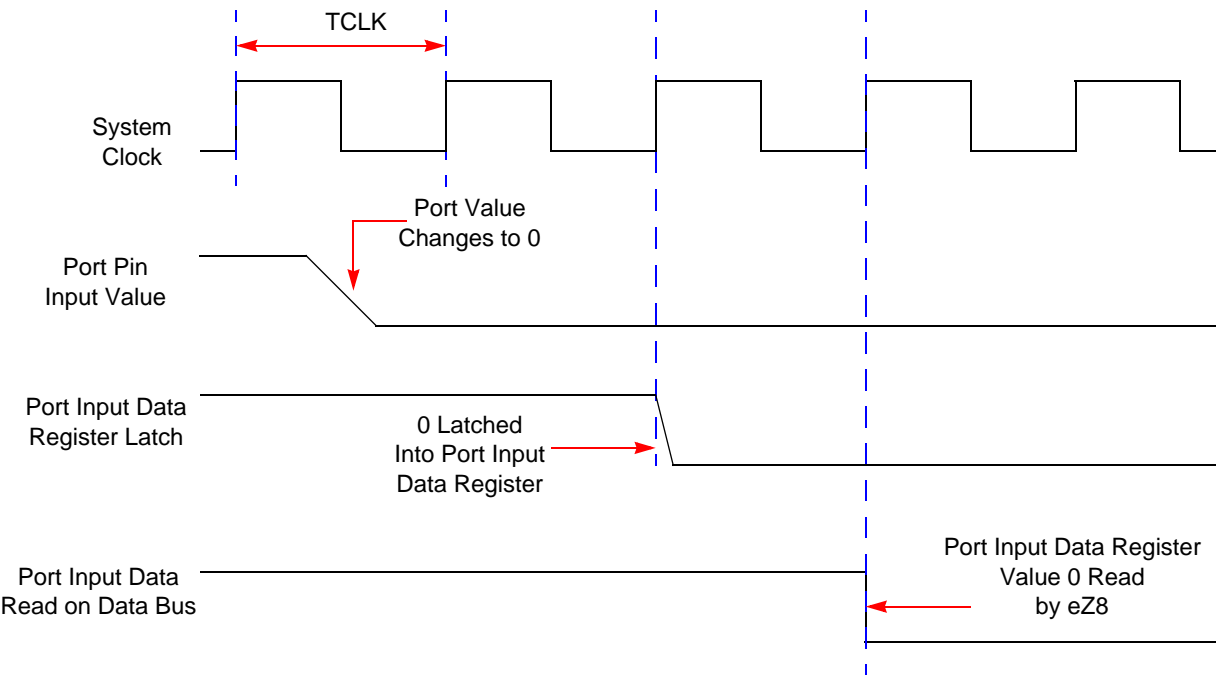 TCLK
System
Clock
Port Value
Changes to 0
Port Pin
Input Value
Port Input Data
Register Latch
0 Latched
Into Port Input
Data Register
Port Input Data Register
Value 0 Read
by eZ8
Port Input Data
Read on Data Bus